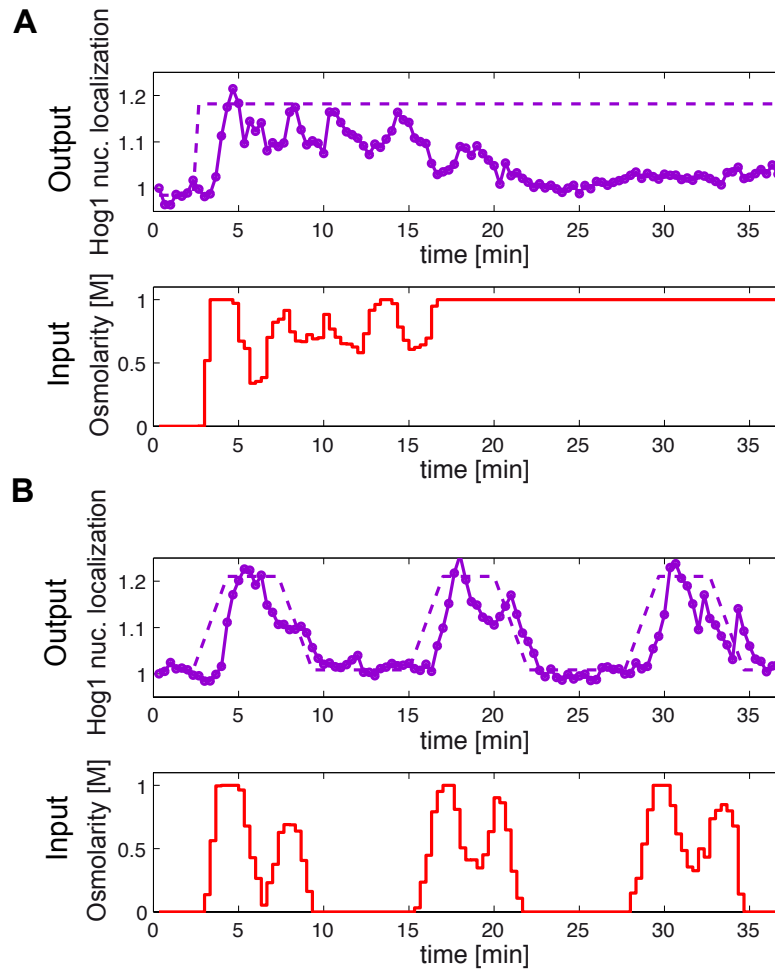 A
Output
Hog1 nuc. localization
1.2
1.1
1
0 5 10 15 20 25 30 35
time [min]
Input
Osmolarity [M]
1
0.5
0
0 5 10 15 20 25 30 35
time [min]
B
Output
Hog1 nuc. localization
1.2
1.1
1
0 5 10 15 20 25 30 35
time [min]
Input
Osmolarity [M]
1
0.5
0
0 5 10 15 20 25 30 35
time [min]